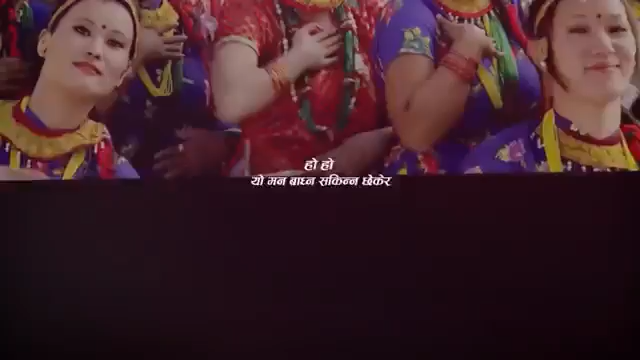 हो हो
यो मन बाध्न सकिन्न छेकेर